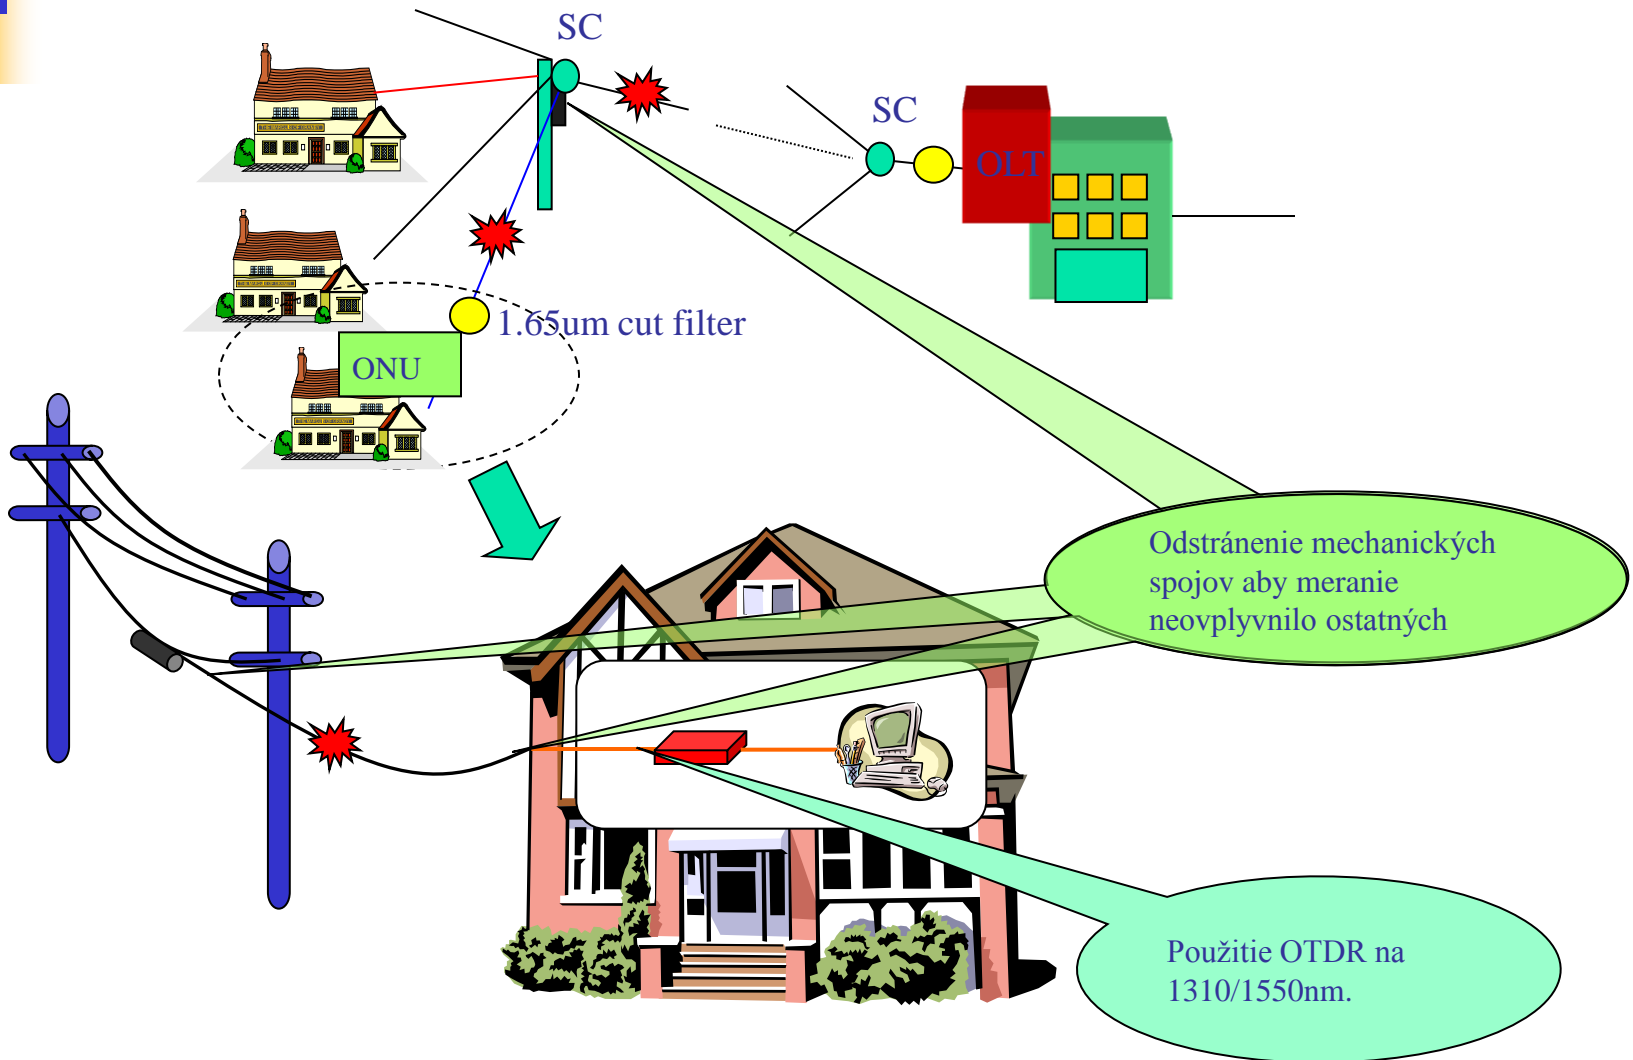 SC
SC
OLT
1.65um cut filter
ONU
Odstránenie mechanických
spojov aby meranie
neovplyvnilo ostatných
Použitie OTDR na
1310/1550nm.